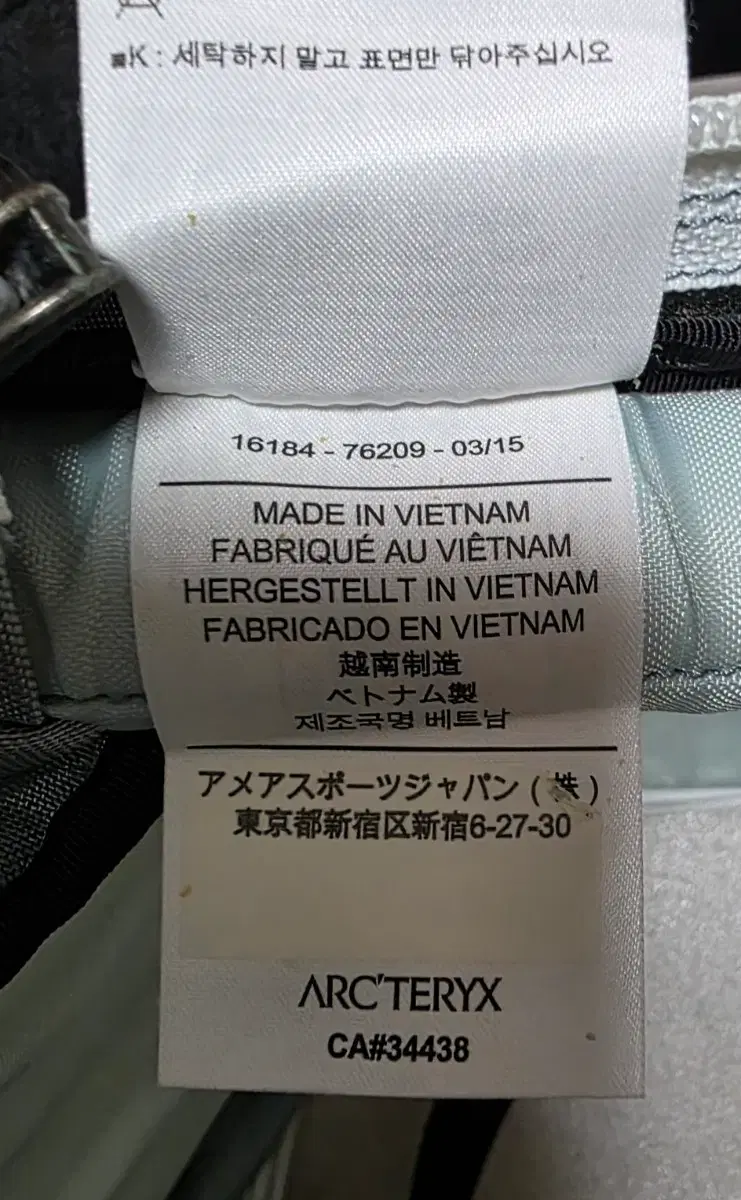 ■K : 세탁하지 말고 표면만 닦아주십시오
16184 - 76209 - 03/15
MADE IN VIETNAM
FABRIQUÉ AU VIÊTNAM
HERGESTELLT IN VIETNAM
FABRICADO EN VIETNAM
越南制造
ベトナム製
제조국명 베트남
アメアスポーツジャパン ( 株 )
東京都新宿区新宿6-27-30
ARC'TERYX
CA#34438